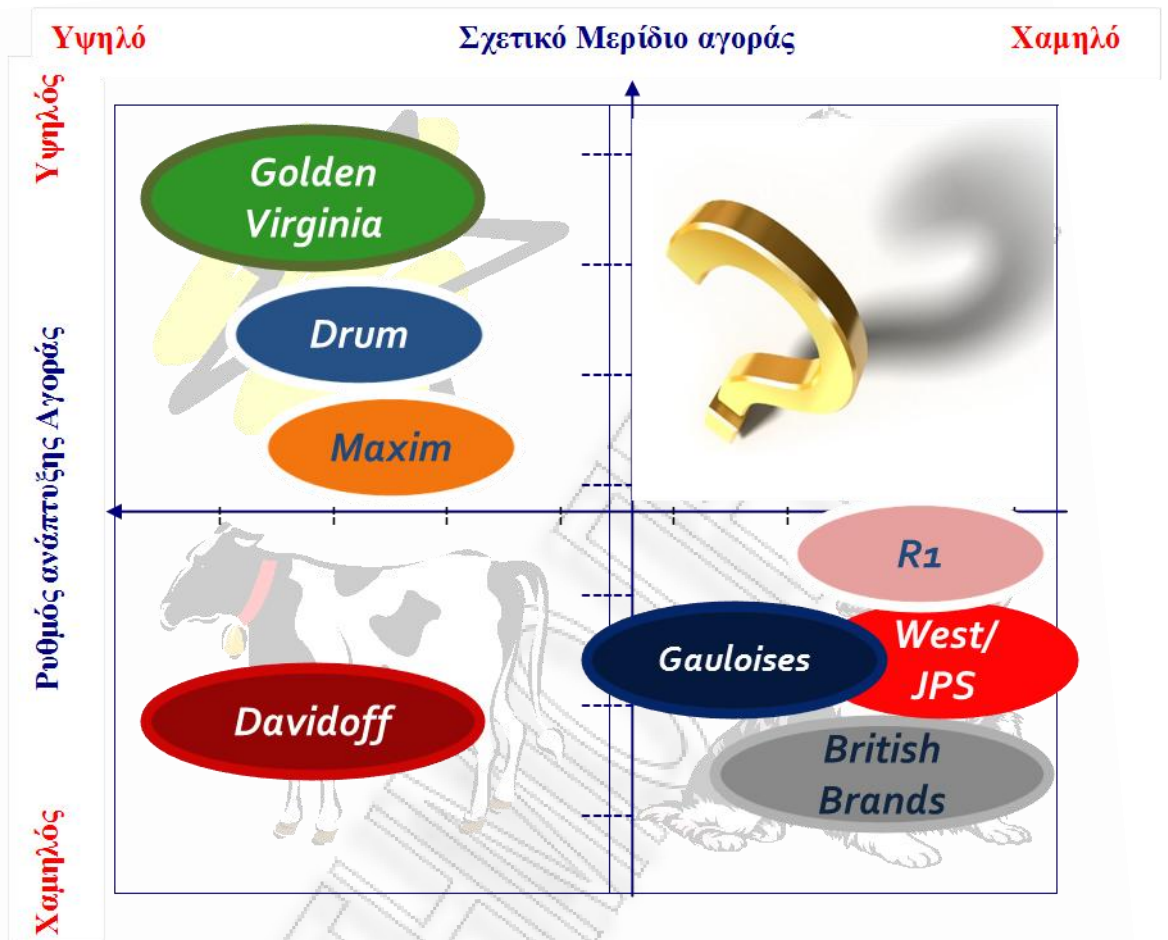 Υψηλό Σχετικό Μερίδιο αγοράς Χαμηλό
Υψηλός
Ρυθμός ανάπτυξης Αγοράς
Χαμηλός
Golden
Virginia
Drum
Maxim
R1
Gauloises
West/
JPS
Davidoff
British
Brands